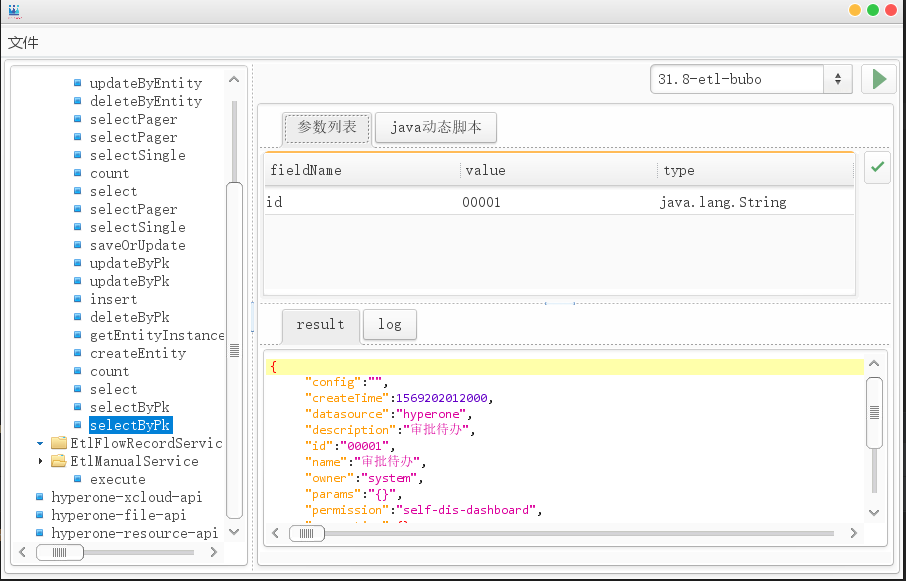 文件
updateByEntity
deleteByEntity
selectPager
selectPager
selectSingle
count
select
selectPager
selectSingle
saveOrUpdate
updateByPk
updateByPk
insert
deleteByPk
getEntityInstance
createEntity
count
select
selectByPk
selectByPk
EtlFlowRecordServic
EtlManualService
execute
hyperone-xcloud-api
hyperone-file-api
hyperone-resource-api
31.8-etl-bubo
参数列表 java动态脚本
fieldName value type
id 00001 java.lang.String
result log
{
"config":"",
"createTime":1569202012000,
"datasource":"hyperone",
"description":"审批待办",
"id":"00001",
"name":"审批待办",
"owner":"system",
"params":"{}",
"permission":"self-dis-dashboard",